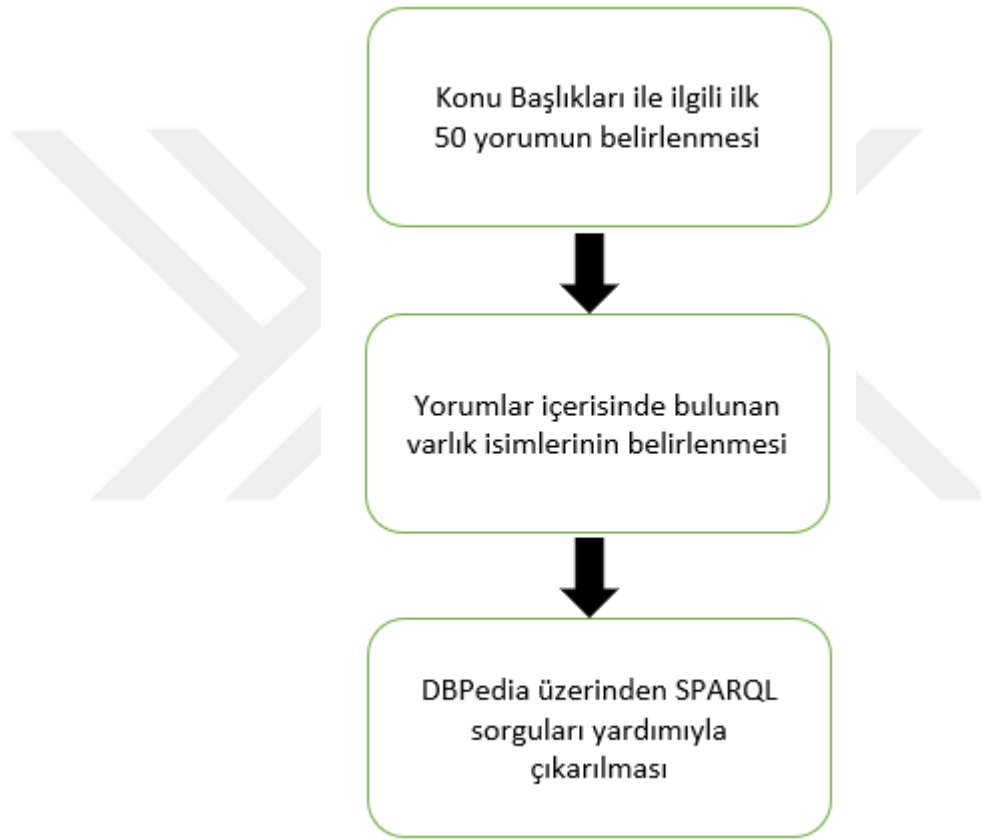 Konu Başlıkları ile ilgili ilk
50 yorumun belirlenmesi
Yorumlar içerisinde bulunan
varlık isimlerinin belirlenmesi
DBPedia üzerinden SPARQL
sorguları yardımıyla
çıkarılması